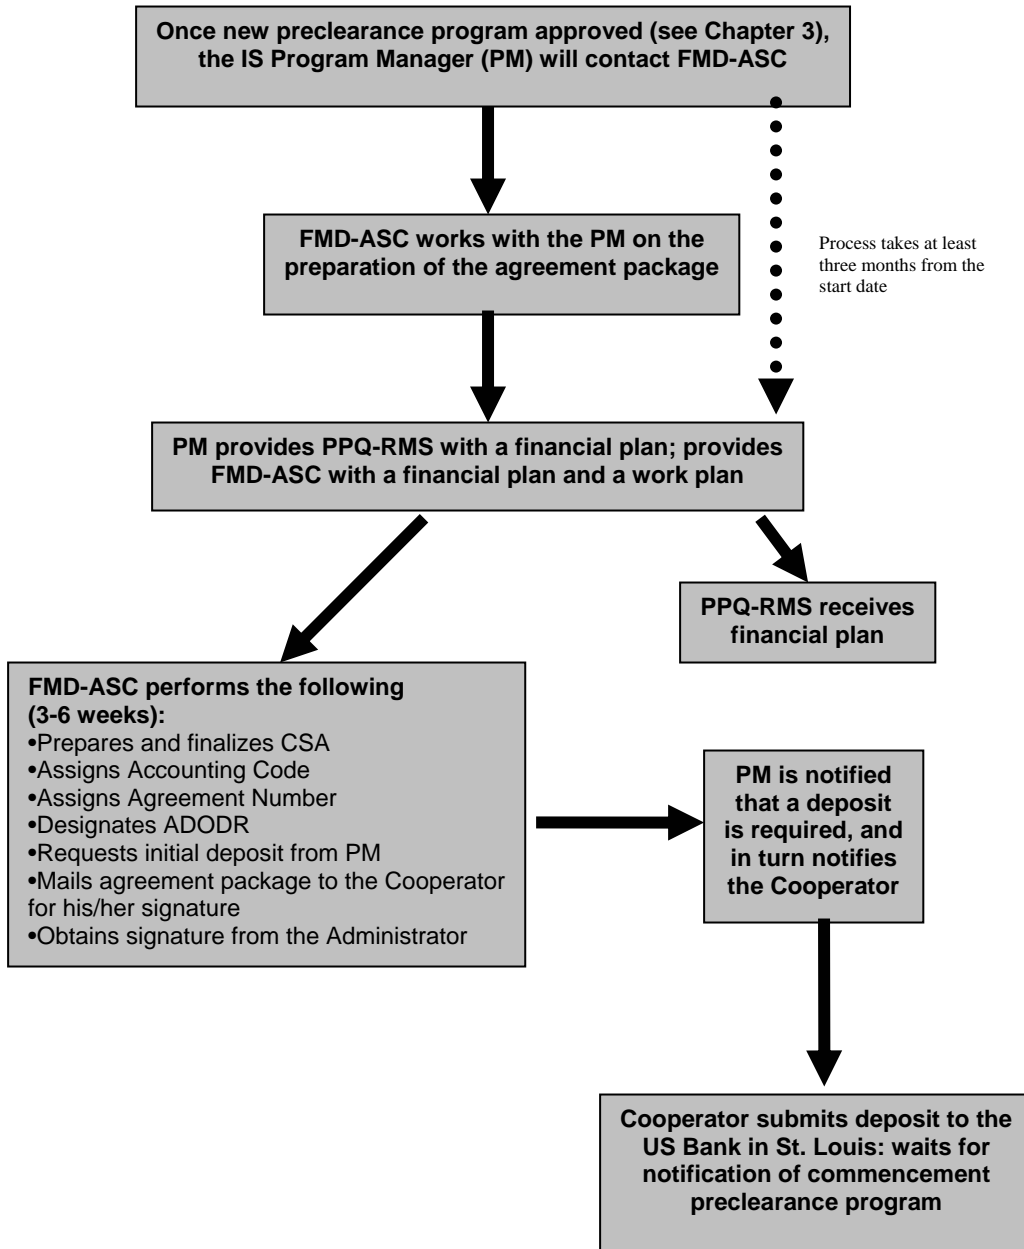 Once new preclearance program approved (see Chapter 3),
the IS Program Manager (PM) will contact FMD-ASC
FMD-ASC works with the PM on the
preparation of the agreement package
Process takes at least
three months from the
start date
PM provides PPQ-RMS with a financial plan; provides
FMD-ASC with a financial plan and a work plan
PPQ-RMS receives
financial plan
FMD-ASC performs the following
(3-6 weeks):
•Prepares and finalizes CSA
•Assigns Accounting Code
•Assigns Agreement Number
•Designates ADODR
•Requests initial deposit from PM
•Mails agreement package to the Cooperator
for his/her signature
•Obtains signature from the Administrator
PM is notified
that a deposit
is required, and
in turn notifies
the Cooperator
Cooperator submits deposit to the
US Bank in St. Louis: waits for
notification of commencement
preclearance program